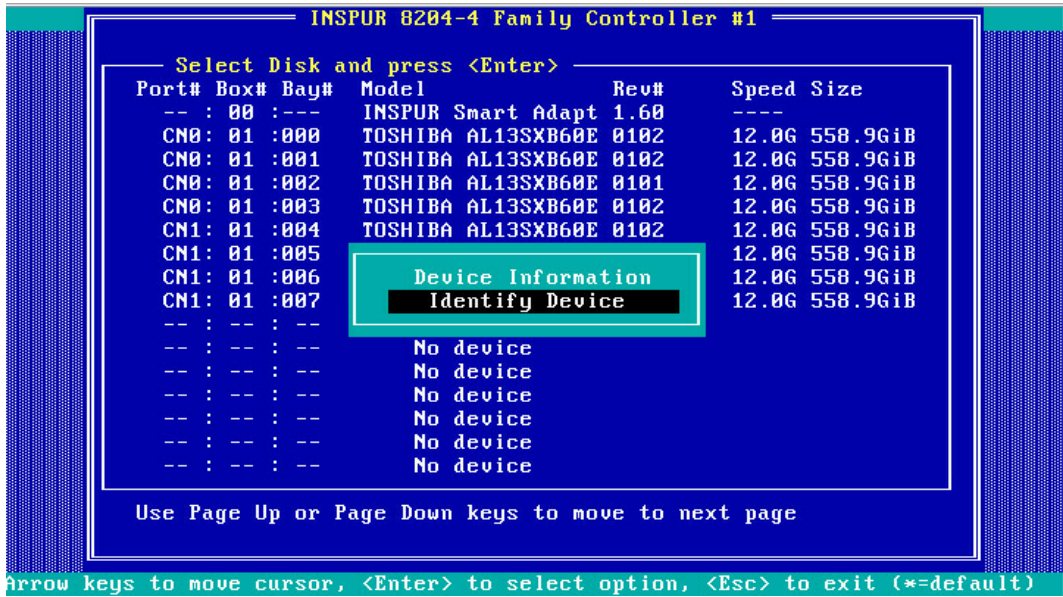 INSPUR 8204-4 Family Controller #1
Select Disk and press <Enter>
Port# Box# Bay# Model Rev# Speed Size
-- : 00 :--- INSPUR Smart Adapt 1.60 ----
CN0: 01 :000 TOSHIBA AL13SXB60E 0102 12.0G 558.9GiB
CN0: 01 :001 TOSHIBA AL13SXB60E 0102 12.0G 558.9GiB
CN0: 01 :002 TOSHIBA AL13SXB60E 0101 12.0G 558.9GiB
CN0: 01 :003 TOSHIBA AL13SXB60E 0102 12.0G 558.9GiB
CN1: 01 :004 TOSHIBA AL13SXB60E 0102 12.0G 558.9GiB
CN1: 01 :005 12.0G 558.9GiB
CN1: 01 :006 Device Information 12.0G 558.9GiB
CN1: 01 :007 Identify Device 12.0G 558.9GiB
-- : -- : --
-- : -- : -- No device
-- : -- : -- No device
-- : -- : -- No device
-- : -- : -- No device
-- : -- : -- No device
-- : -- : -- No device
Use Page Up or Page Down keys to move to next page
Arrow keys to move cursor, <Enter> to select option, <Esc> to exit (*=default)